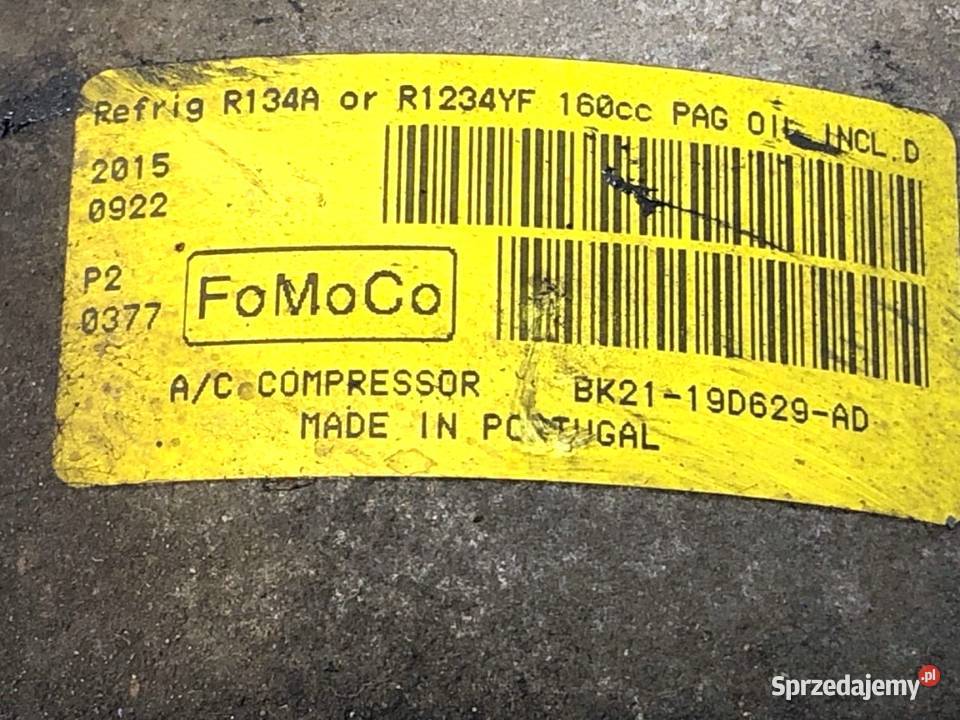 Refrig R134A or R1234YF 160cc PAG OIL INCL.D
2015
0922
P2
0377
FoMoCo
A/C COMPRESSOR BK21-19D629-AD
MADE IN PORTUGAL
Sprzedajemy.pl